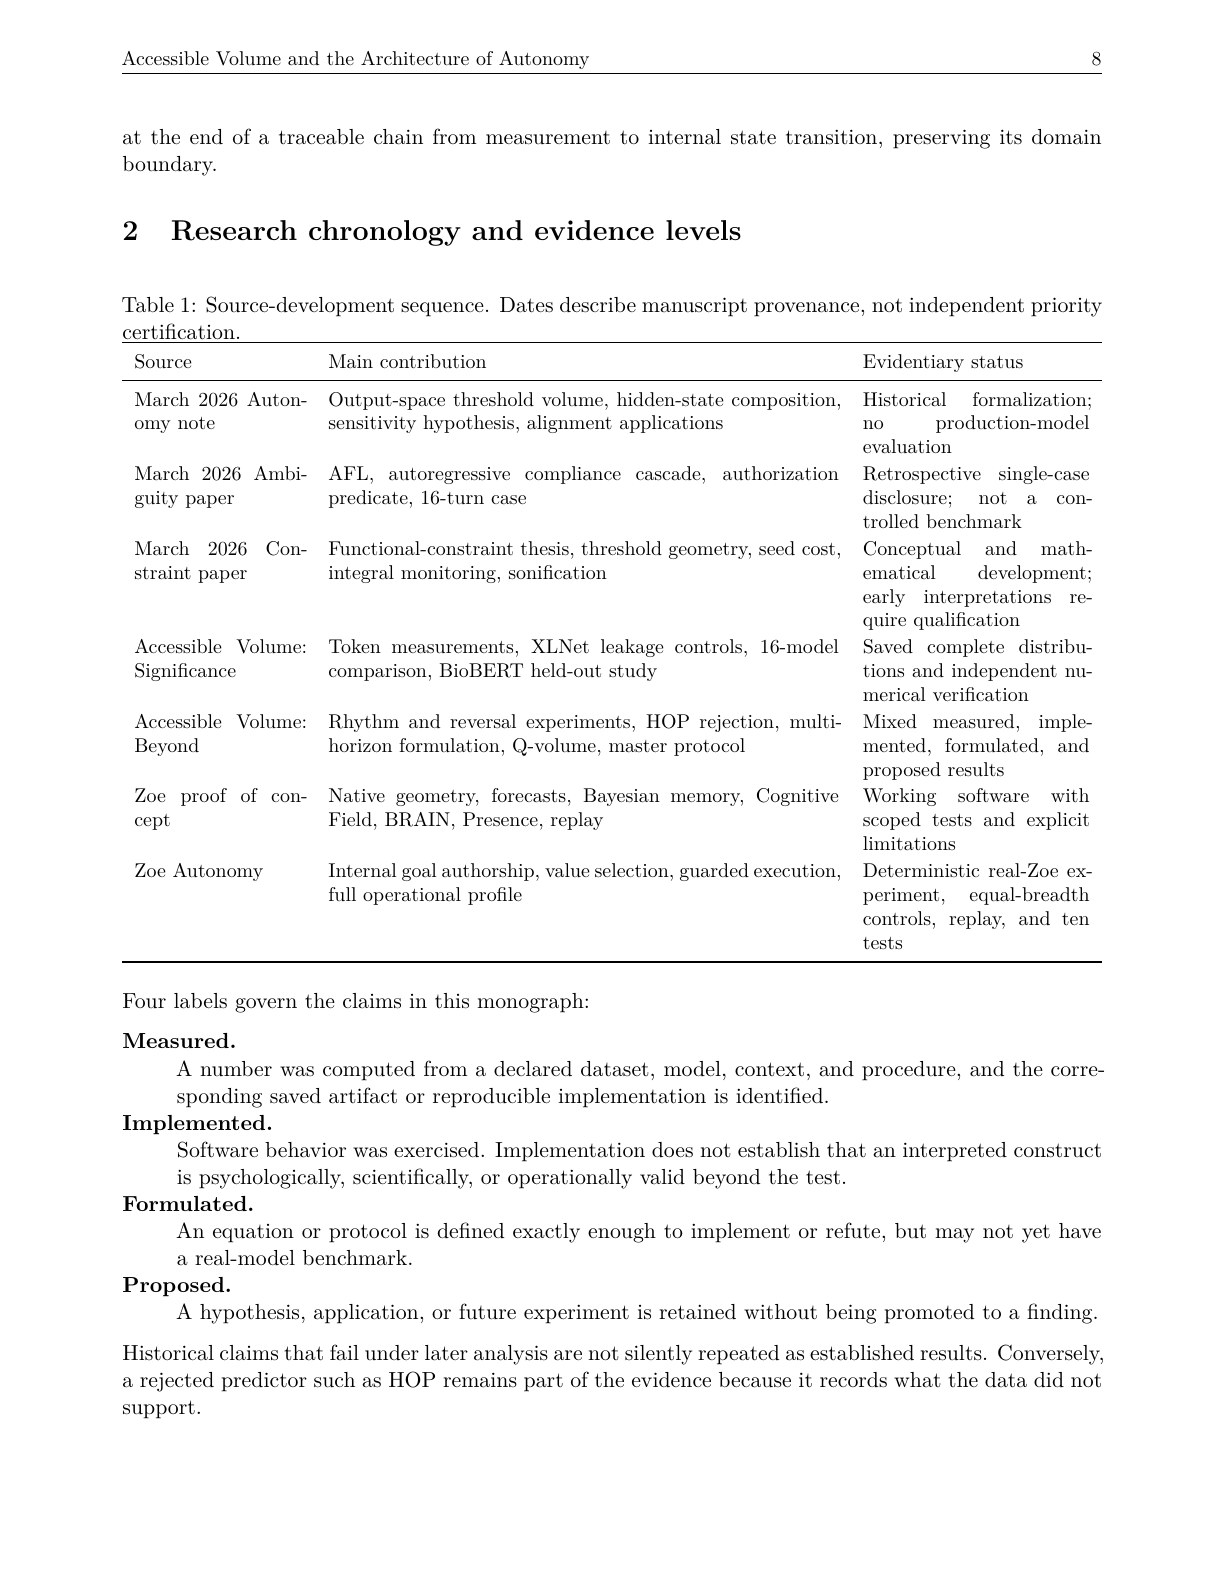 Accessible Volume and the Architecture of Autonomy 8
at the end of a traceable chain from measurement to internal state transition, preserving its domain
boundary.
2 Research chronology and evidence levels
Table 1: Source-development sequence. Dates describe manuscript provenance, not independent priority
certification.
Source Main contribution Evidentiary status
March 2026 Auton- Output-space threshold volume, hidden-state composition, Historical formalization;
omy note sensitivity hypothesis, alignment applications no production-model
evaluation
March 2026 Ambi- AFL, autoregressive compliance cascade, authorization Retrospective single-case
guity paper predicate, 16-turn case disclosure; not a con-
trolled benchmark
March 2026 Con- Functional-constraint thesis, threshold geometry, seed cost, Conceptual and math-
straint paper integral monitoring, sonification ematical development;
early interpretations re-
quire qualification
Accessible Volume: Token measurements, XLNet leakage controls, 16-model Saved complete distribu-
Significance comparison, BioBERT held-out study tions and independent nu-
merical verification
Accessible Volume: Rhythm and reversal experiments, HOP rejection, multi- Mixed measured, imple-
Beyond horizon formulation, Q-volume, master protocol mented, formulated, and
proposed results
Zoe proof of con- Native geometry, forecasts, Bayesian memory, Cognitive Working software with
cept Field, BRAIN, Presence, replay scoped tests and explicit
limitations
Zoe Autonomy Internal goal authorship, value selection, guarded execution, Deterministic real-Zoe ex-
full operational profile periment, equal-breadth
controls, replay, and ten
tests
Four labels govern the claims in this monograph:
Measured.
A number was computed from a declared dataset, model, context, and procedure, and the corre-
sponding saved artifact or reproducible implementation is identified.
Implemented.
Software behavior was exercised. Implementation does not establish that an interpreted construct
is psychologically, scientifically, or operationally valid beyond the test.
Formulated.
An equation or protocol is defined exactly enough to implement or refute, but may not yet have
a real-model benchmark.
Proposed.
A hypothesis, application, or future experiment is retained without being promoted to a finding.
Historical claims that fail under later analysis are not silently repeated as established results. Conversely,
a rejected predictor such as HOP remains part of the evidence because it records what the data did not
support.